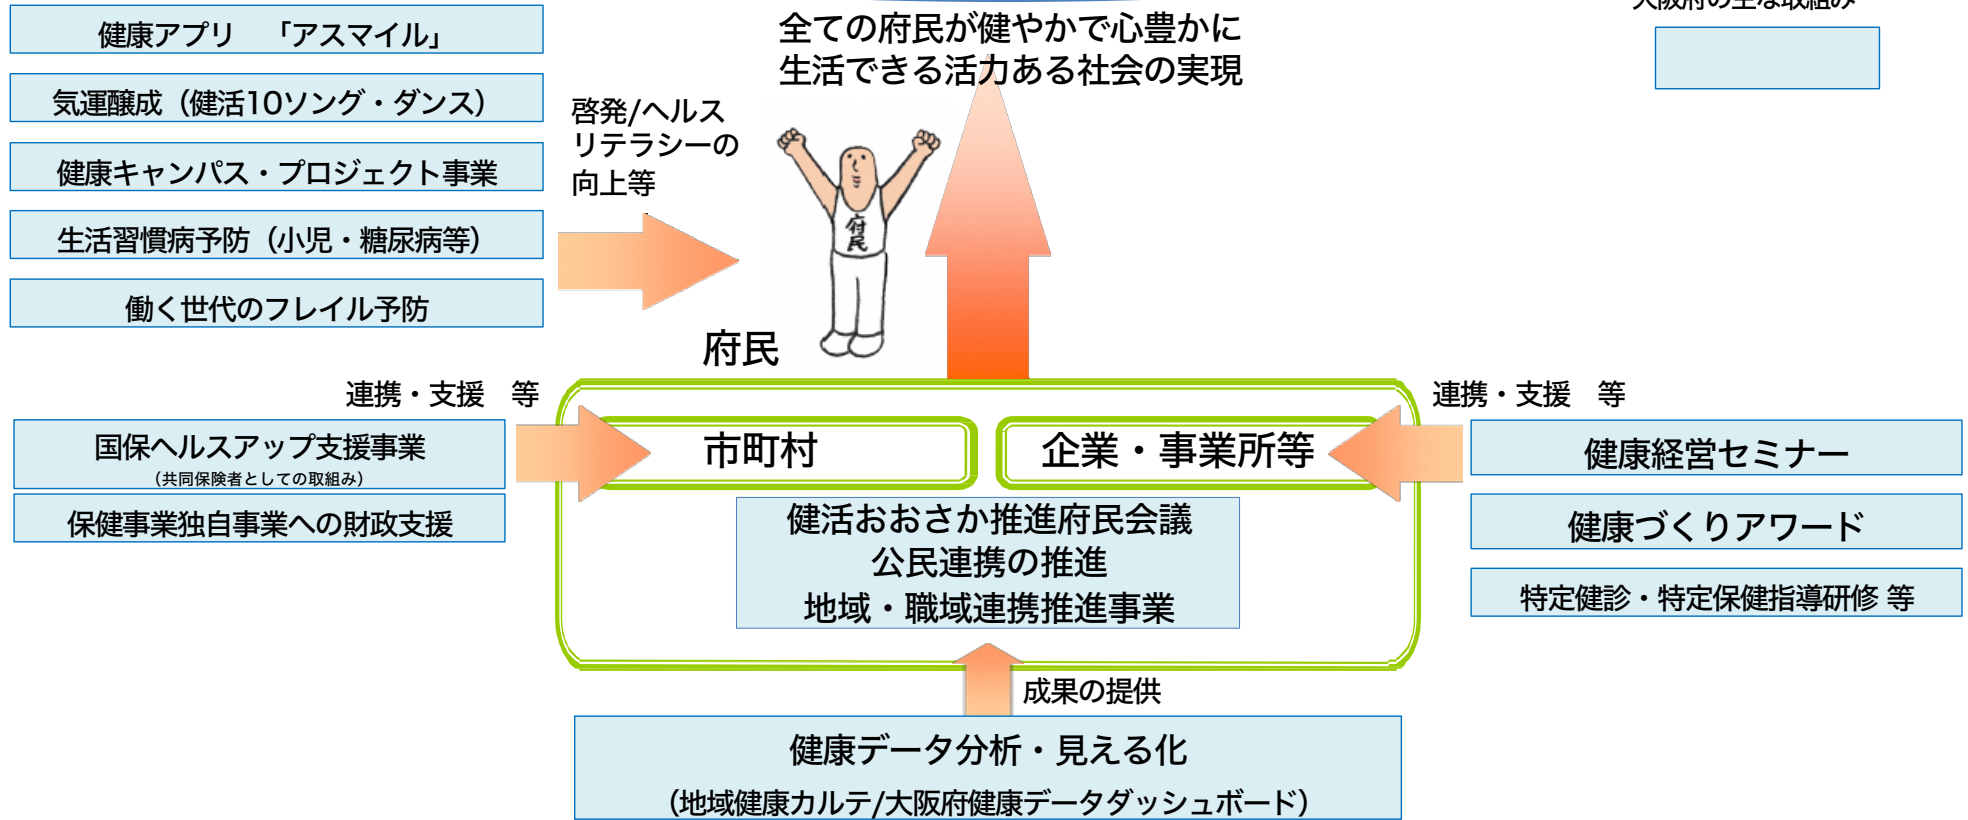 大阪府の主な取組み
全ての府民が健やかで心豊かに
生活できる活力ある社会の実現
健康アプリ　「アスマイル」
気運醸成（健活10ソング・ダンス）
健康キャンパス・プロジェクト事業
生活習慣病予防（小児・糖尿病等）
働く世代のフレイル予防
啓発/ヘルス
リテラシーの
向上等
府民
府民
連携・支援　等
国保ヘルスアップ支援事業
（共同保険者としての取組み）
保健事業独自事業への財政支援
市町村
企業・事業所等
健活おおさか推進府民会議
公民連携の推進
地域・職域連携推進事業
連携・支援　等
健康経営セミナー
健康づくりアワード
特定健診・特定保健指導研修 等
成果の提供
健康データ分析・見える化
（地域健康カルテ/大阪府健康データダッシュボード）